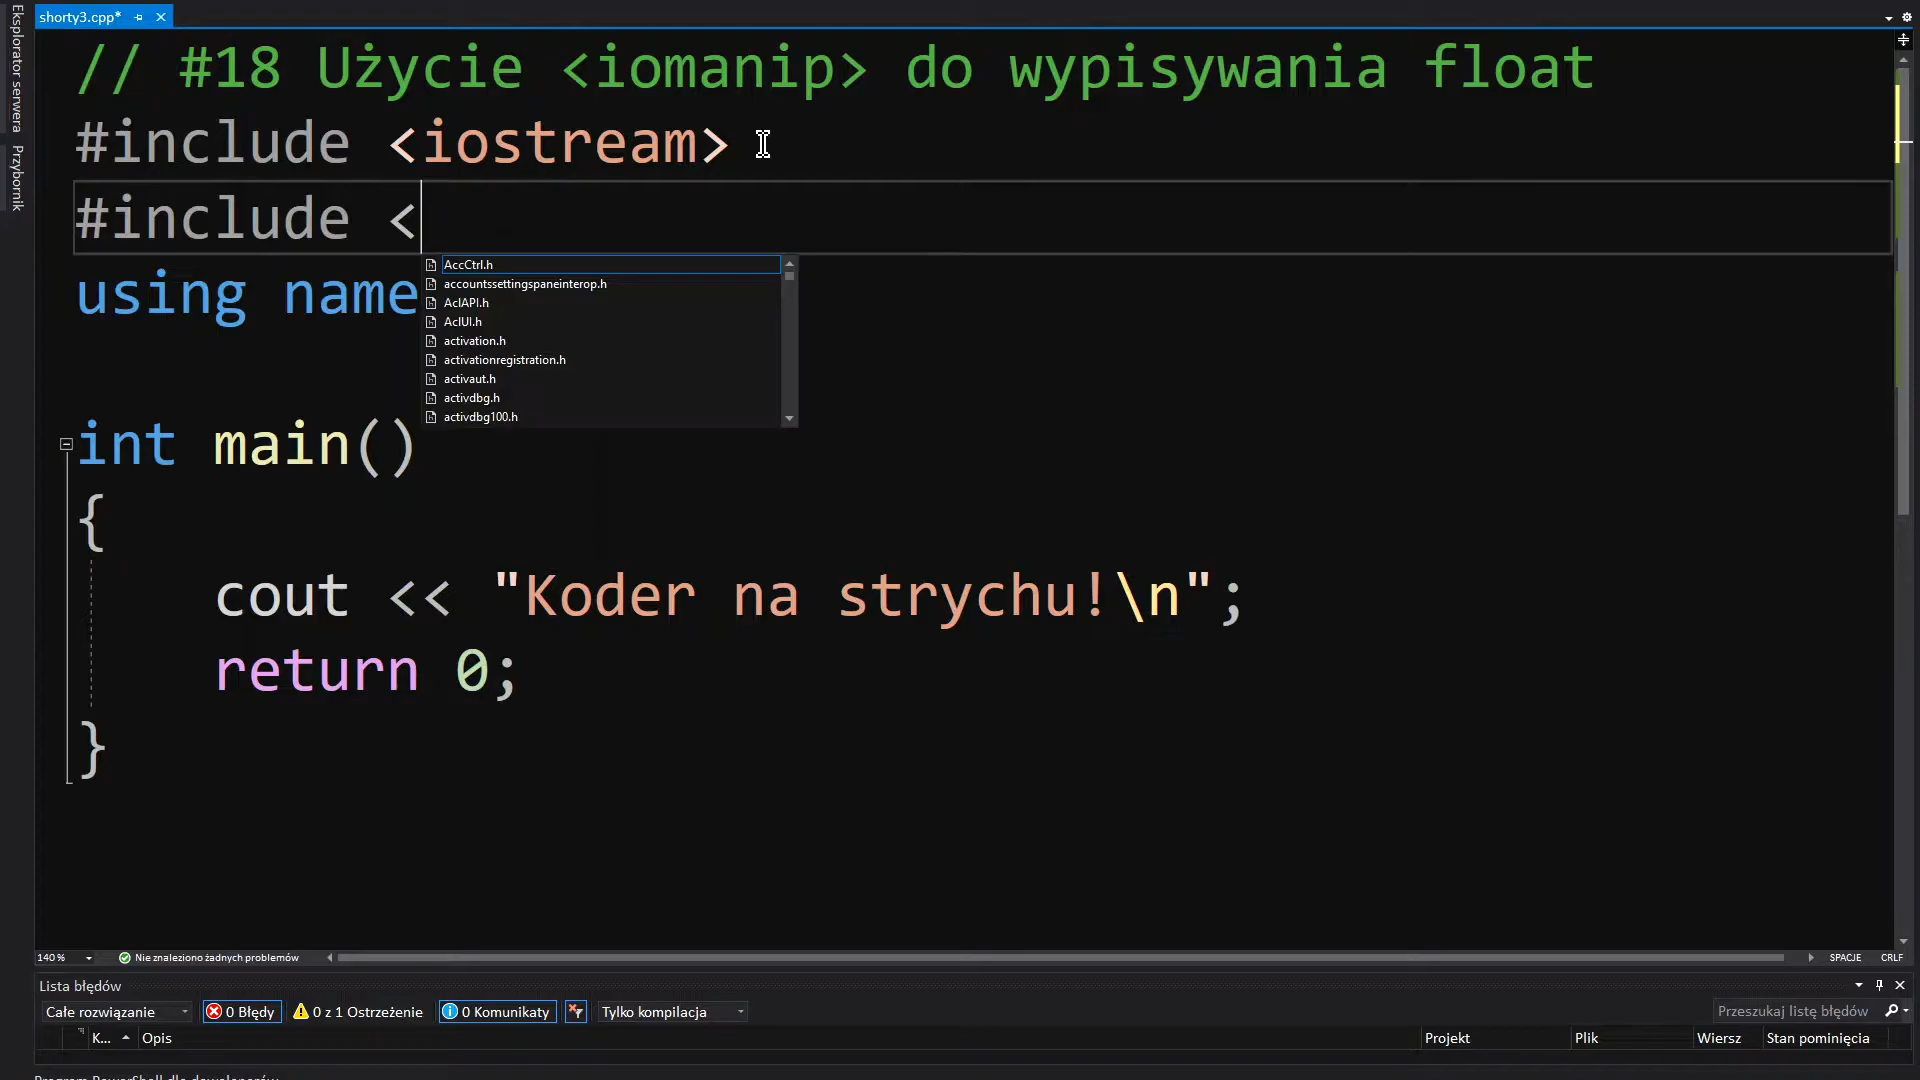 shorty3.cpp*
Eksplorator serwera
Przybornik
// #18 Użycie <iomanip> do wypisywania float
#include <iostream>
#include <
AccCtrl.h
accountssettingspaneinterop.h
AclAPI.h
AclUI.h
activation.h
activationregistration.h
activaut.h
activdbg.h
activdbg100.h
using name
int main()
{
cout << "Koder na strychu!\n";
return 0;
}
140 %
Nie znaleziono żadnych problemów
SPACJE
CRLF
Lista błędów
Całe rozwiązanie
0 Błędy
0 z 1 Ostrzeżenie
0 Komunikaty
Tylko kompilacja
Przeszukaj listę błędów
K...
Opis
Projekt
Plik
Wiersz
Stan pominięcia